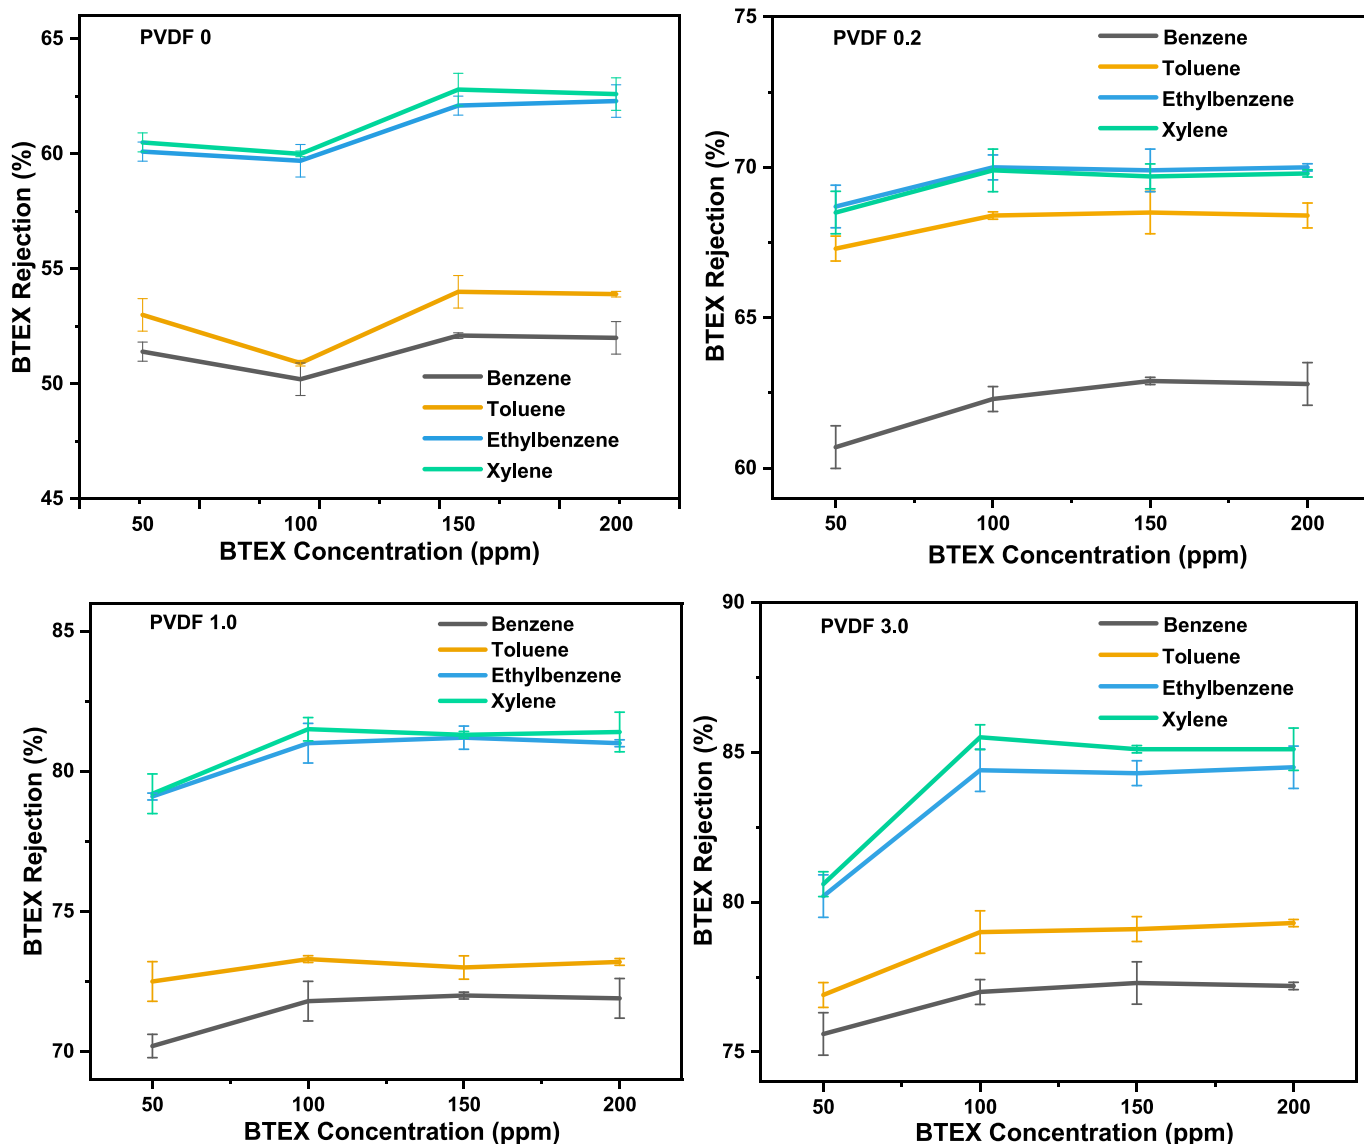 PVDF 0
65
60
55
50
45
BTEX Rejection (%)
Benzene
Toluene
Ethylbenzene
Xylene
50 100 150 200
BTEX Concentration (ppm)
PVDF 0.2
75
70
65
60
BTEX Rejection (%)
Benzene
Toluene
Ethylbenzene
Xylene
50 100 150 200
BTEX Concentration (ppm)
PVDF 1.0
85
80
75
70
BTEX Rejection (%)
Benzene
Toluene
Ethylbenzene
Xylene
50 100 150 200
BTEX Concentration (ppm)
PVDF 3.0
90
85
80
75
BTEX Rejection (%)
Benzene
Toluene
Ethylbenzene
Xylene
50 100 150 200
BTEX Concentration (ppm)